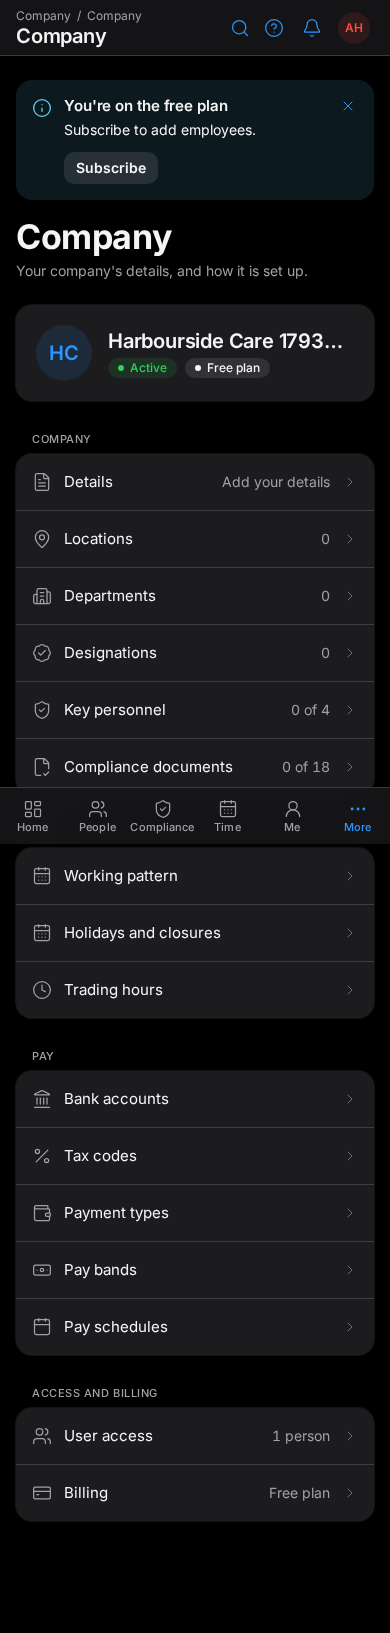 Company / Company
Company
AH
You're on the free plan
Subscribe to add employees.
Subscribe
Company
Your company's details, and how it is set up.
HC
Harbourside Care 1793...
Active
Free plan
COMPANY
Details Add your details
Locations 0
Departments 0
Designations 0
Key personnel 0 of 4
Compliance documents 0 of 18
Home People Compliance Time Me More
Working pattern
Holidays and closures
Trading hours
PAY
Bank accounts
Tax codes
Payment types
Pay bands
Pay schedules
ACCESS AND BILLING
User access 1 person
Billing Free plan